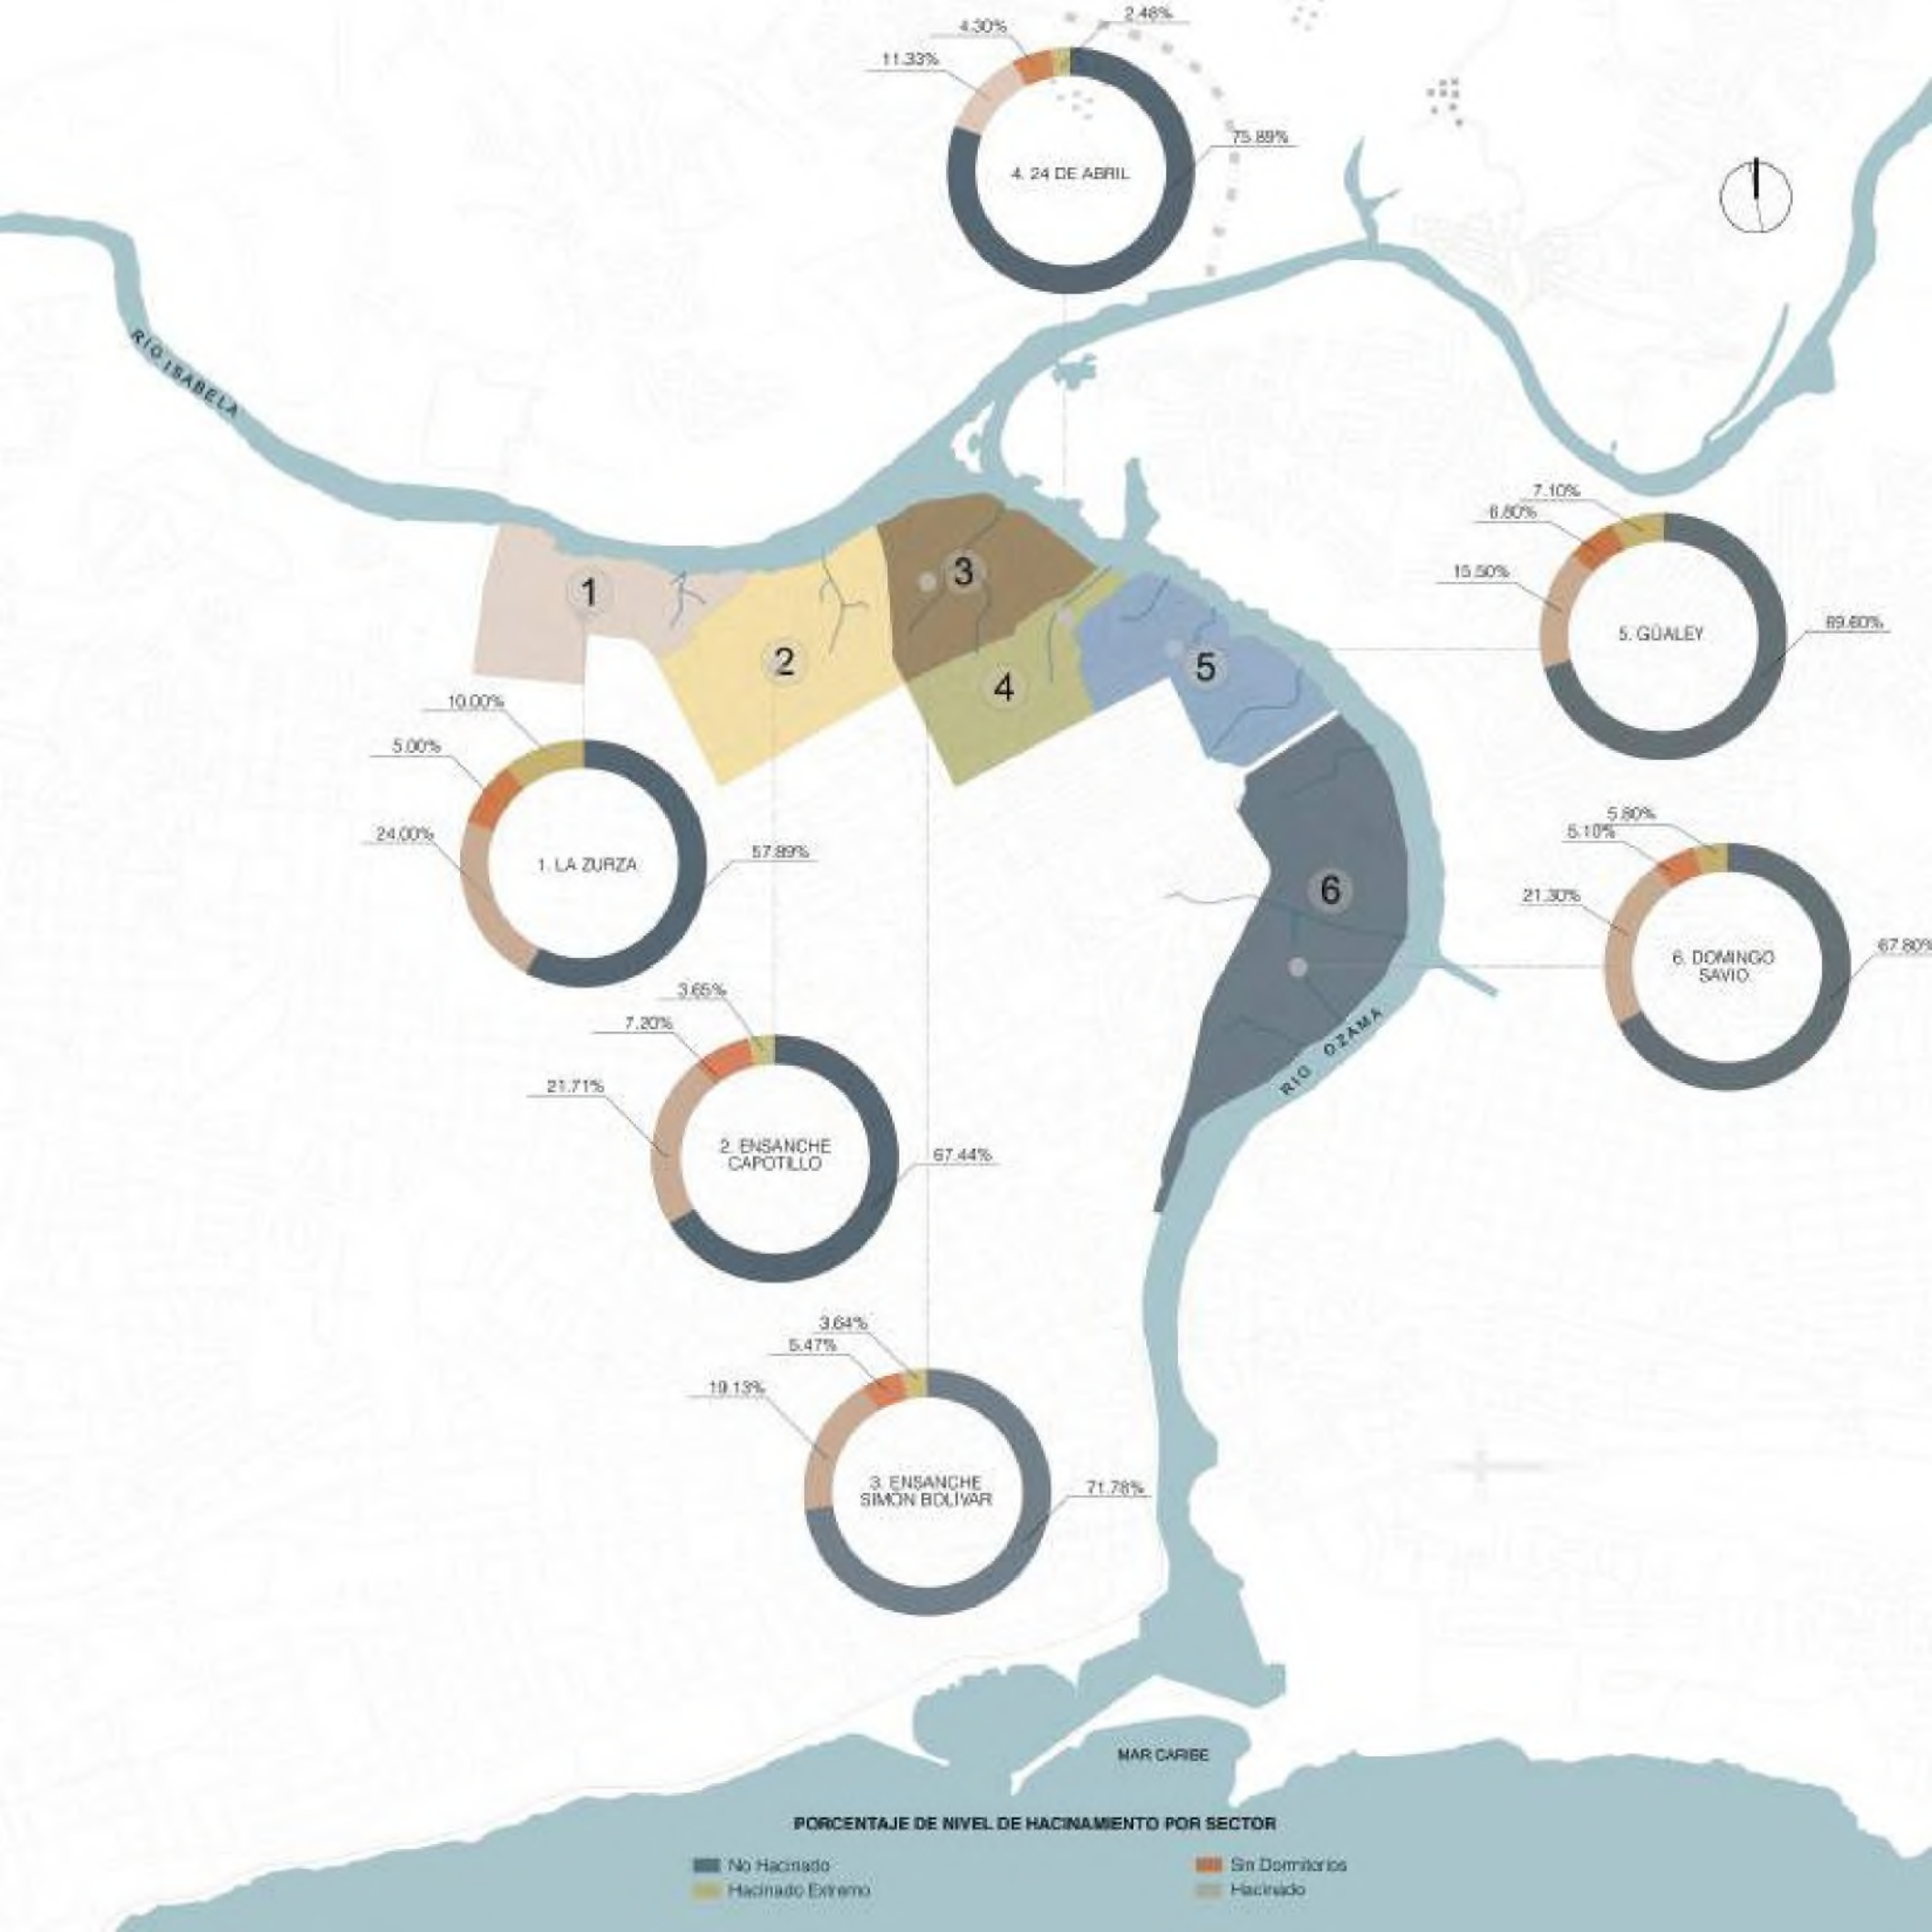 2.48%
4.30%
11.33%
75.89%
4. 24 DE ABRIL
RÍO ISABELA
7.10%
6.80%
15.50%
69.60%
5. GÜALEY
1
2
3
4
5
6
10.00%
5.00%
24.00%
57.89%
1. LA ZURZA
5.80%
5.10%
21.30%
67.80%
6. DOMINGO
SAVIO.
3.65%
7.20%
21.71%
67.44%
2. ENSANCHE
CAPOTILLO
RIO OZAMA
3.64%
5.47%
19.13%
71.78%
3. ENSANCHE
SIMÓN BOLÍVAR
MAR CARIBE
PORCENTAJE DE NIVEL DE HACINAMIENTO POR SECTOR
No Hacinado
Sin Dormitorios
Hacinado Extremo
Hacinado